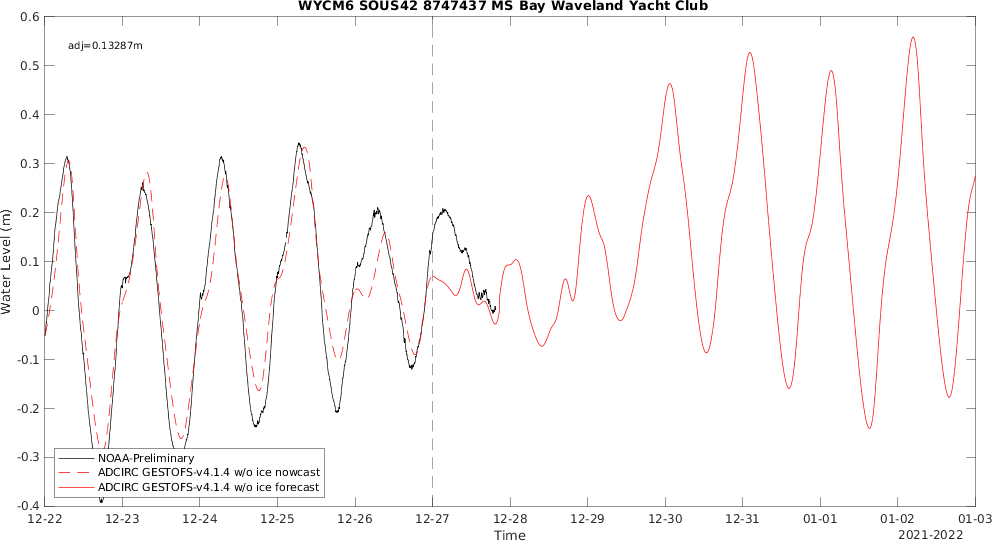 WYCM6 SOUS42 8747437 MS Bay Waveland Yacht Club
adj=0.13287m
Water Level (m)
0.6
0.5
0.4
0.3
0.2
0.1
0
-0.1
-0.2
-0.3
-0.4
NOAA-Preliminary
ADCIRC GESTOFS-v4.1.4 w/o ice nowcast
ADCIRC GESTOFS-v4.1.4 w/o ice forecast
12-22 12-23 12-24 12-25 12-26 12-27 12-28 12-29 12-30 12-31 01-01 01-02 01-03
Time
2021-2022